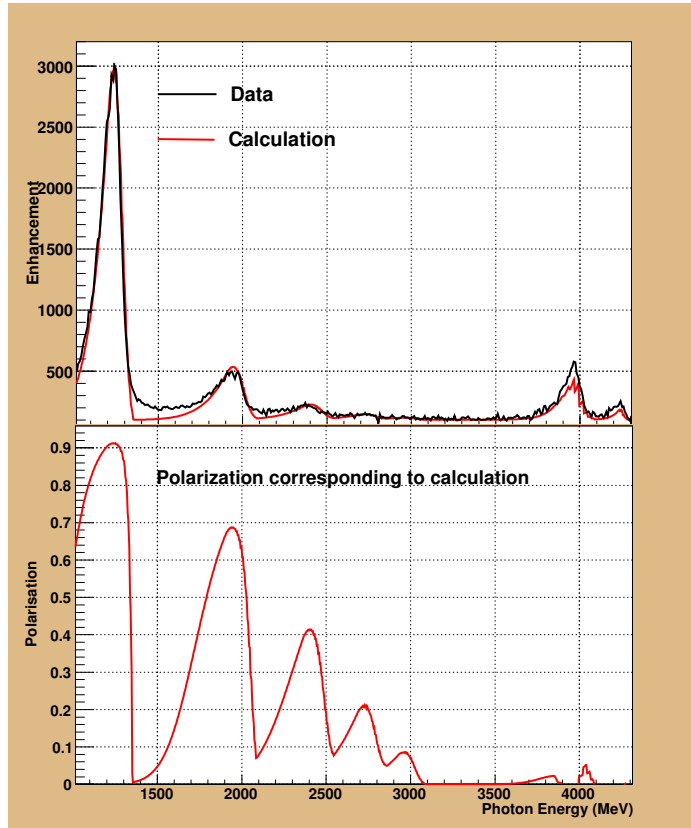 3000
Data
2500
Calculation
2000
Enhancement
1500
1000
500
0.9
Polarization corresponding to calculation
0.8
0.7
0.6
0.5
Polarisation
0.4
0.3
0.2
0.1
0
1500 2000 2500 3000 3500 4000
Photon Energy (MeV)